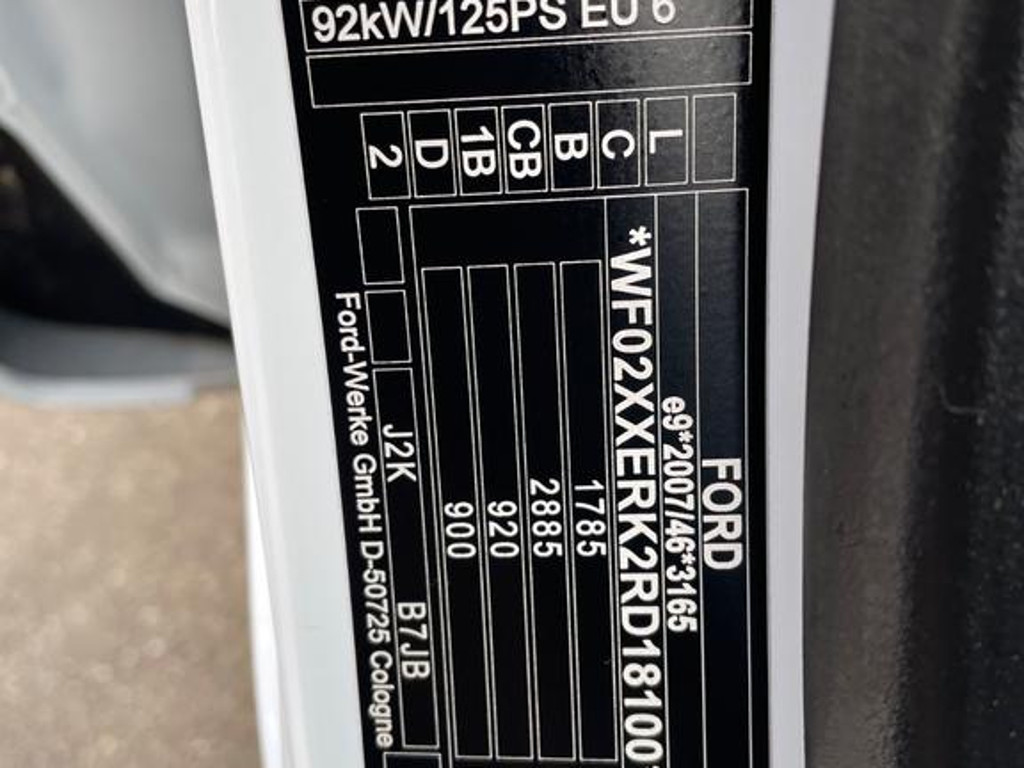 92kW/125PS EU 6
L
C
B
CB
1B
D
2
FORD
e9*2007/46*3165
*WF02XXERK2RD18100*
1785
2885
920
900
J2K B7JB
Ford-Werke GmbH D-50725 Cologne